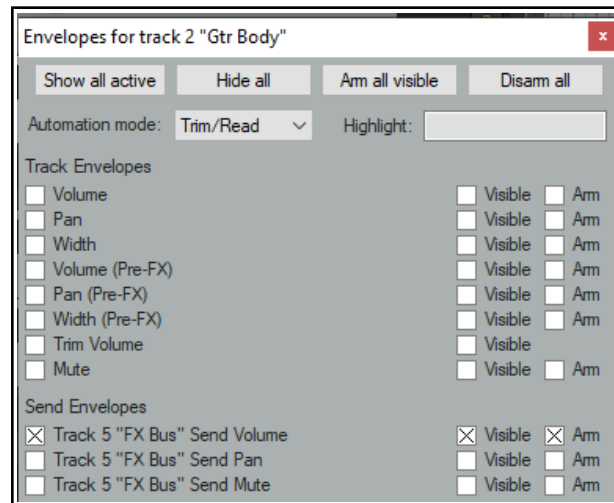 Envelopes for track 2 "Gtr Body" x
Show all active Hide all Arm all visible Disarm all
Automation mode: Trim/Read Highlight:
Track Envelopes
Volume Visible Arm
Pan Visible Arm
Width Visible Arm
Volume (Pre-FX) Visible Arm
Pan (Pre-FX) Visible Arm
Width (Pre-FX) Visible Arm
Trim Volume Visible
Mute Visible Arm
Send Envelopes
Track 5 "FX Bus" Send Volume Visible Arm
Track 5 "FX Bus" Send Pan Visible Arm
Track 5 "FX Bus" Send Mute Visible Arm